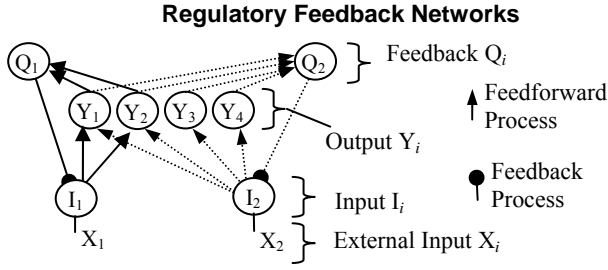 Regulatory Feedback Networks
Q1 Q2 Feedback Qi
Y1 Y2 Y3 Y4
Feedforward
Process
Output Yi
Feedback
Process
I1 I2 Input Ii
X1 X2 External Input Xi